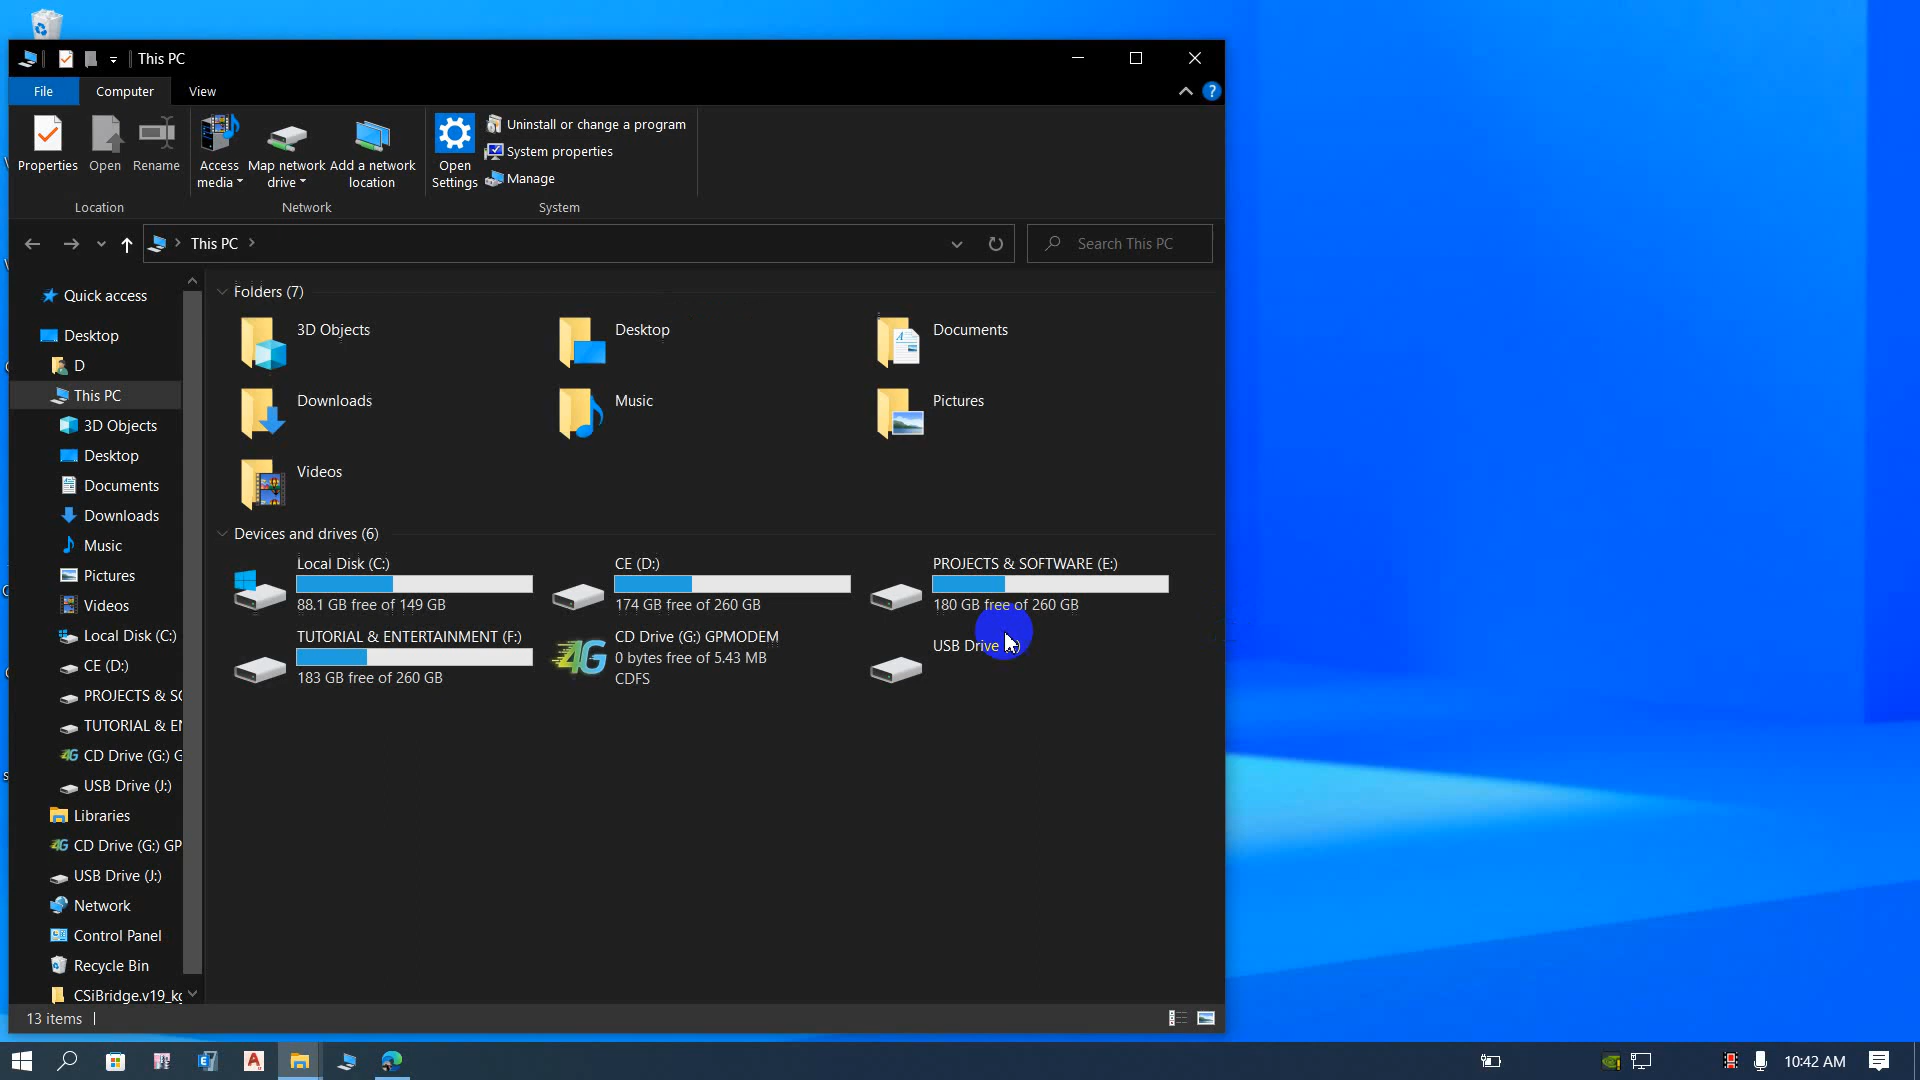 This PC
File
Computer
View
Properties
Open
Rename
Access media
Map network drive
Add a network location
Open Settings
Uninstall or change a program
System properties
Manage
Location
Network
System
This PC
Search This PC
Quick access
Desktop
D
This PC
3D Objects
Desktop
Documents
Downloads
Music
Pictures
Videos
Local Disk (C:)
CE (D:)
PROJECTS & SO
TUTORIAL & EN
CD Drive (G:) G
USB Drive (J:)
Libraries
CD Drive (G:) GP
USB Drive (J:)
Network
Control Panel
Recycle Bin
CSiBridge.v19_kg
Folders (7)
3D Objects
Desktop
Documents
Downloads
Music
Pictures
Videos
Devices and drives (6)
Local Disk (C:)
88.1 GB free of 149 GB
CE (D:)
174 GB free of 260 GB
PROJECTS & SOFTWARE (E:)
180 GB free of 260 GB
TUTORIAL & ENTERTAINMENT (F:)
183 GB free of 260 GB
4G
CD Drive (G:) GPMODEM
0 bytes free of 5.43 MB
CDFS
USB Drive
13 items
10:42 AM